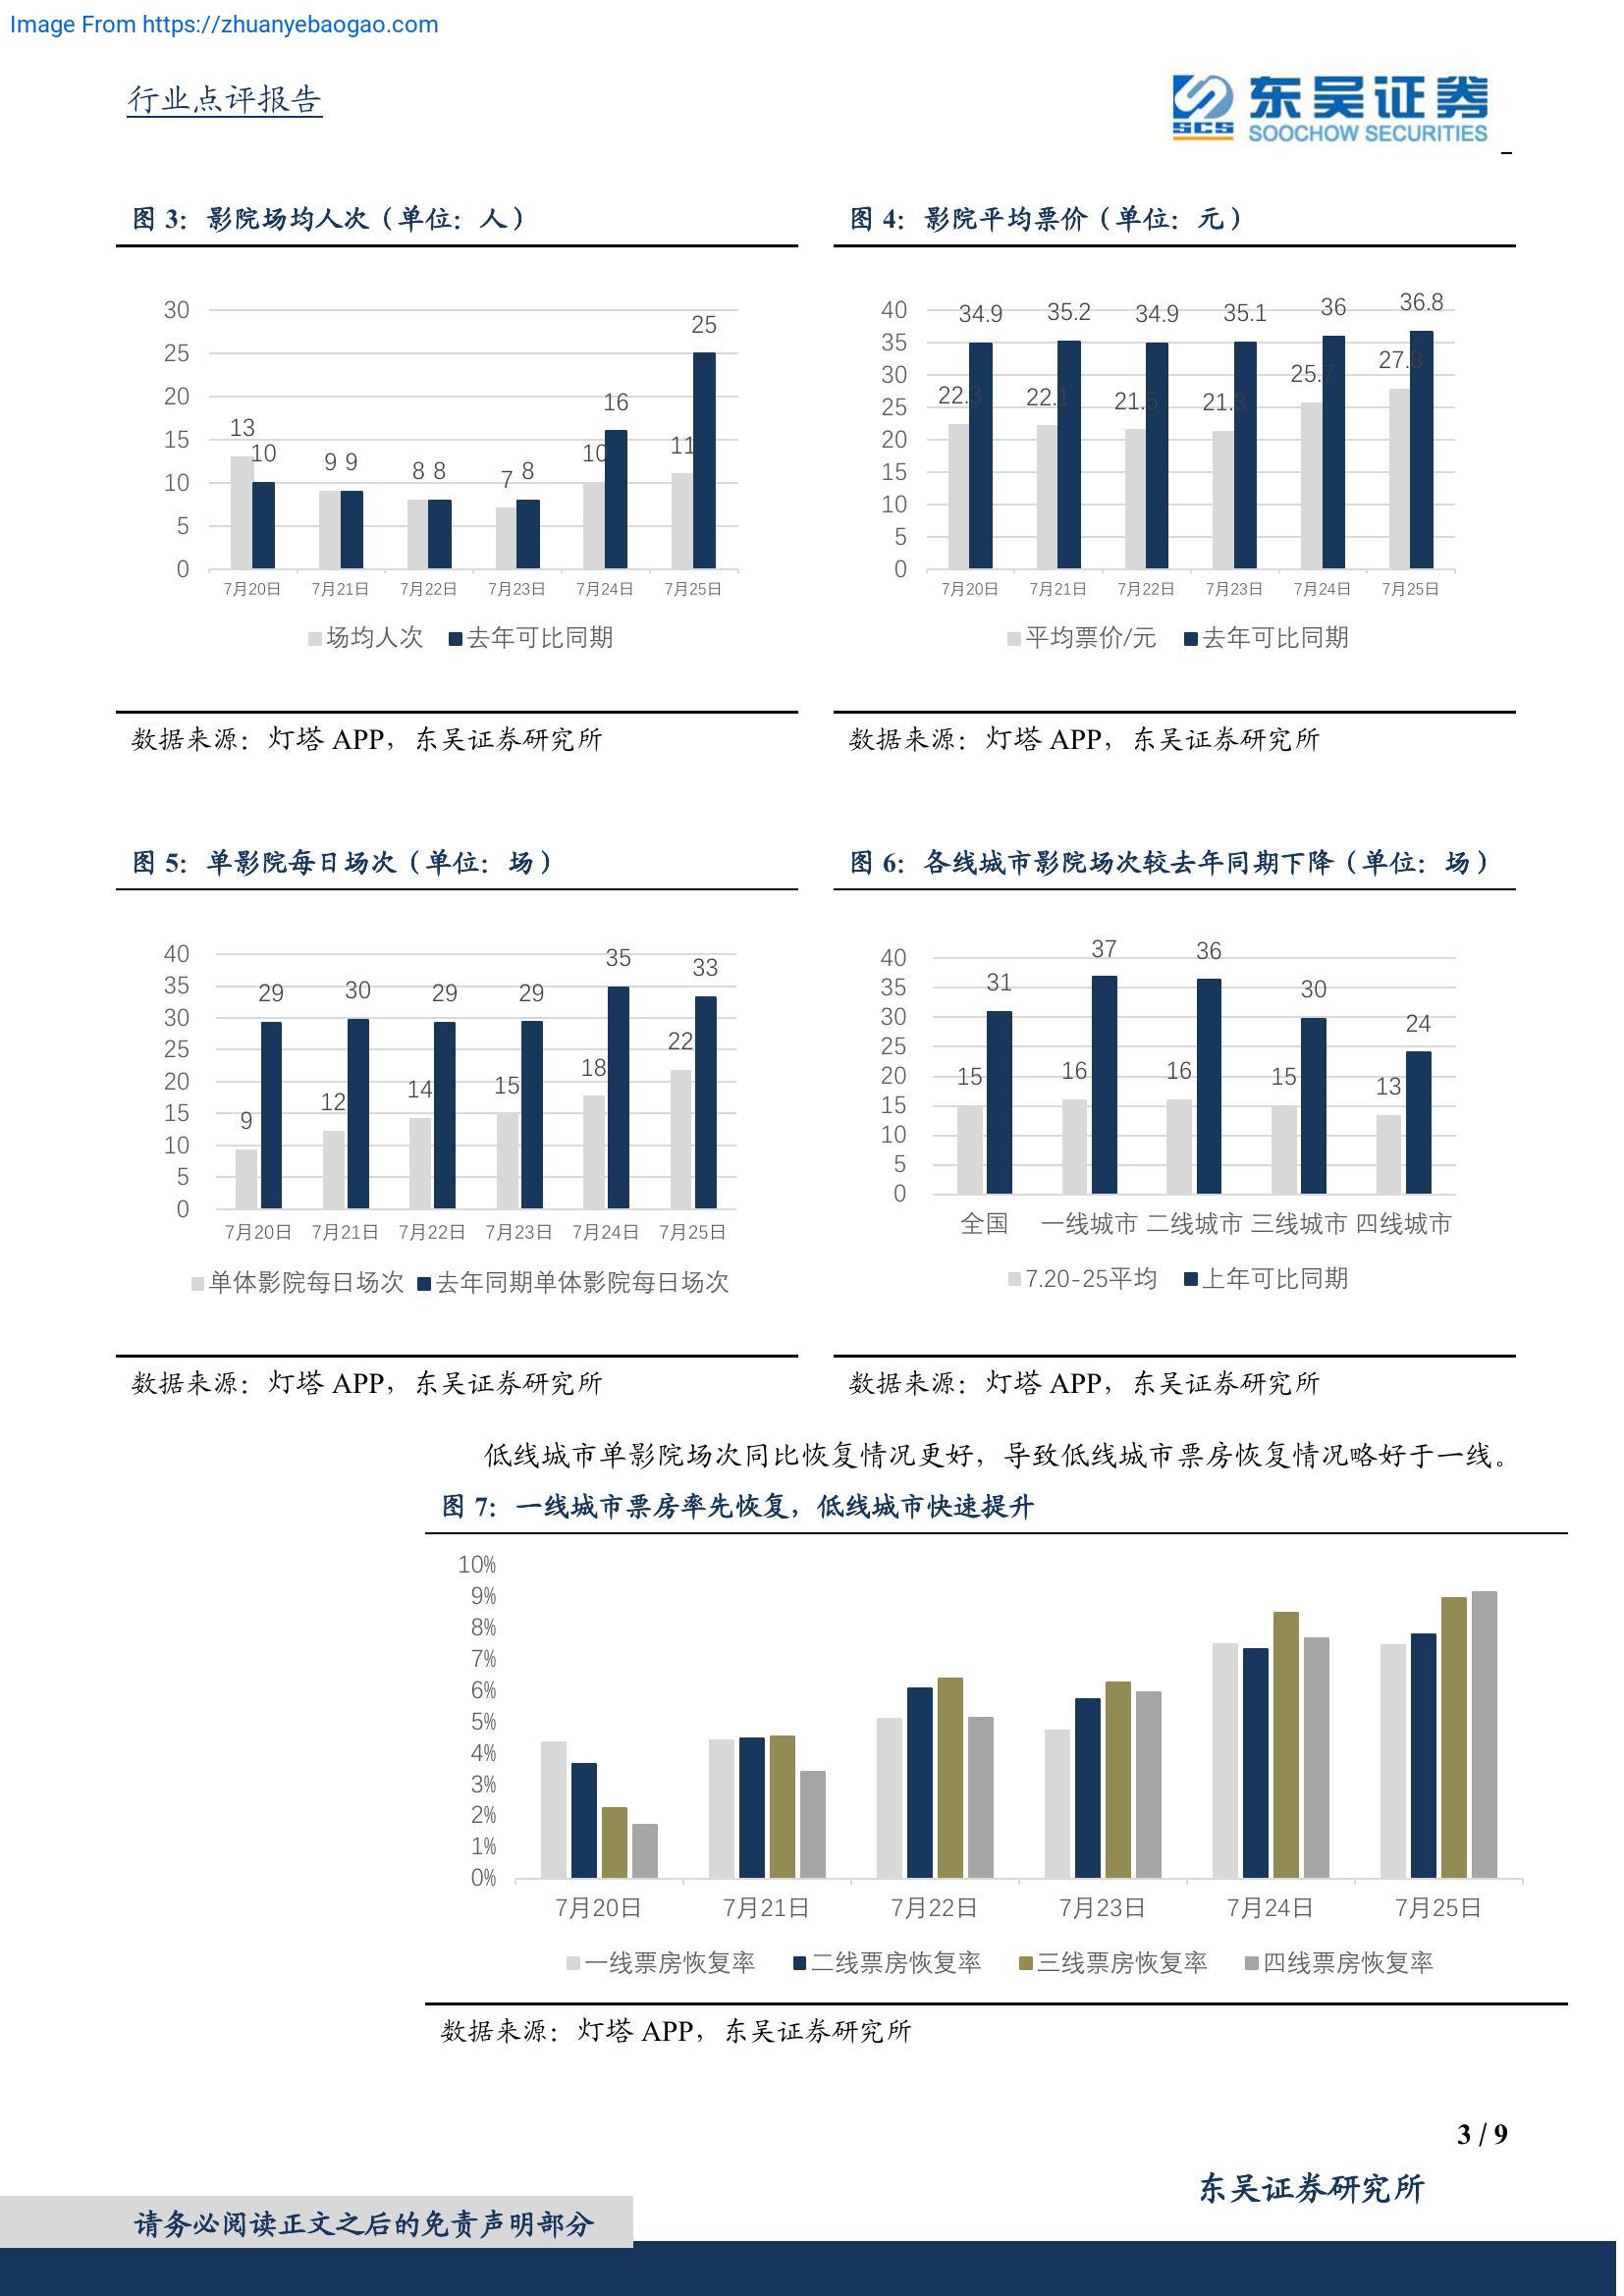 Image From https://zhuanyebaogao.com
行业点评报告
SCS 东吴证券
SOOCHOW SECURITIES
图 3：影院场均人次（单位：人）
30
25
20
15
10
5
0
13
10
9 9
8 8
7 8
10
16
11
25
7月20日 7月21日 7月22日 7月23日 7月24日 7月25日
场均人次 去年可比同期
数据来源：灯塔 APP，东吴证券研究所
图 4：影院平均票价（单位：元）
40
35
30
25
20
15
10
5
0
34.9 35.2 34.9 35.1 36 36.8
22.3 22.1 21.5 21.3 25.7 27.8
7月20日 7月21日 7月22日 7月23日 7月24日 7月25日
平均票价/元 去年可比同期
数据来源：灯塔 APP，东吴证券研究所
图 5：单影院每日场次（单位：场）
40
35
30
25
20
15
10
5
0
29 30 29 29 35 33
9 12 14 15 18 22
7月20日 7月21日 7月22日 7月23日 7月24日 7月25日
单体影院每日场次 去年同期单体影院每日场次
数据来源：灯塔 APP，东吴证券研究所
图 6：各线城市影院场次较去年同期下降（单位：场）
40
35
30
25
20
15
10
5
0
31 37 36 30 24
15 16 16 15 13
全国 一线城市 二线城市 三线城市 四线城市
7.20-25平均 上年可比同期
数据来源：灯塔 APP，东吴证券研究所
低线城市单影院场次同比恢复情况更好，导致低线城市票房恢复情况略好于一线。
图 7：一线城市票房率先恢复，低线城市快速提升
10%
9%
8%
7%
6%
5%
4%
3%
2%
1%
0%
7月20日 7月21日 7月22日 7月23日 7月24日 7月25日
一线票房恢复率 二线票房恢复率 三线票房恢复率 四线票房恢复率
数据来源：灯塔 APP，东吴证券研究所
3 / 9
东吴证券研究所
请务必阅读正文之后的免责声明部分